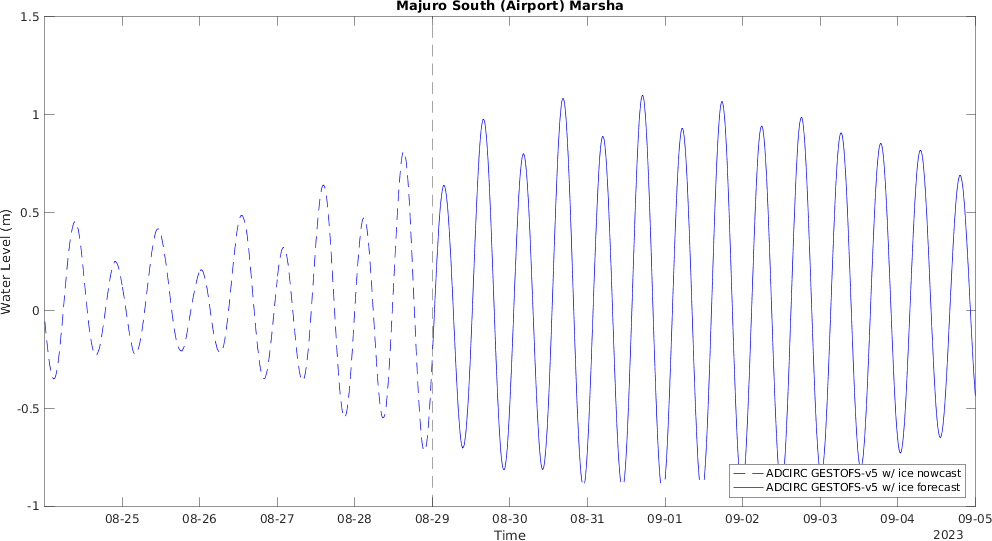 Majuro South (Airport) Marsha
1.5
1
0.5
0
-0.5
-1
Water Level (m)
ADCIRC GESTOFS-v5 w/ ice nowcast
ADCIRC GESTOFS-v5 w/ ice forecast
08-25 08-26 08-27 08-28 08-29 08-30 08-31 09-01 09-02 09-03 09-04 09-05
Time
2023